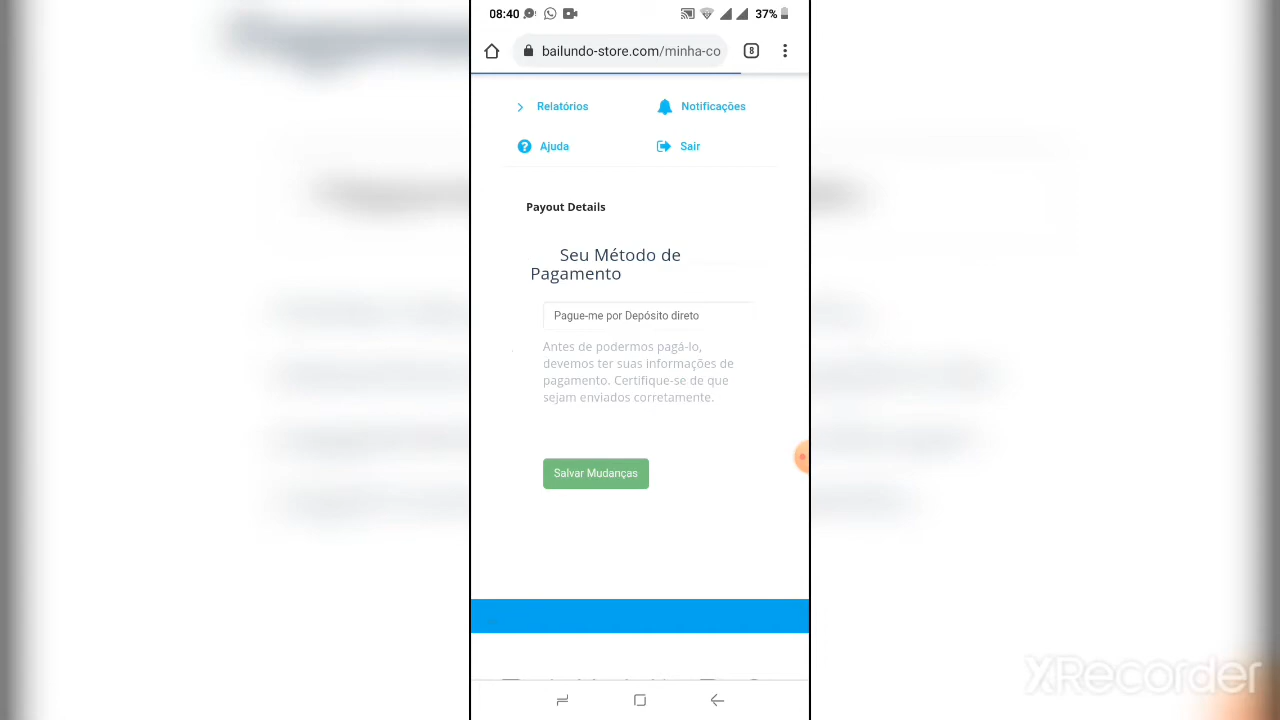 08:40 37%
bailundo-store.com/minha-co 8
Relatórios Notificações
Ajuda Sair
Payout Details
Seu Método de
Pagamento
Pague-me por Depósito direto
Antes de podermos pagá-lo,
devemos ter suas informações de
pagamento. Certifique-se de que
sejam enviados corretamente.
Salvar Mudanças
XRecorder